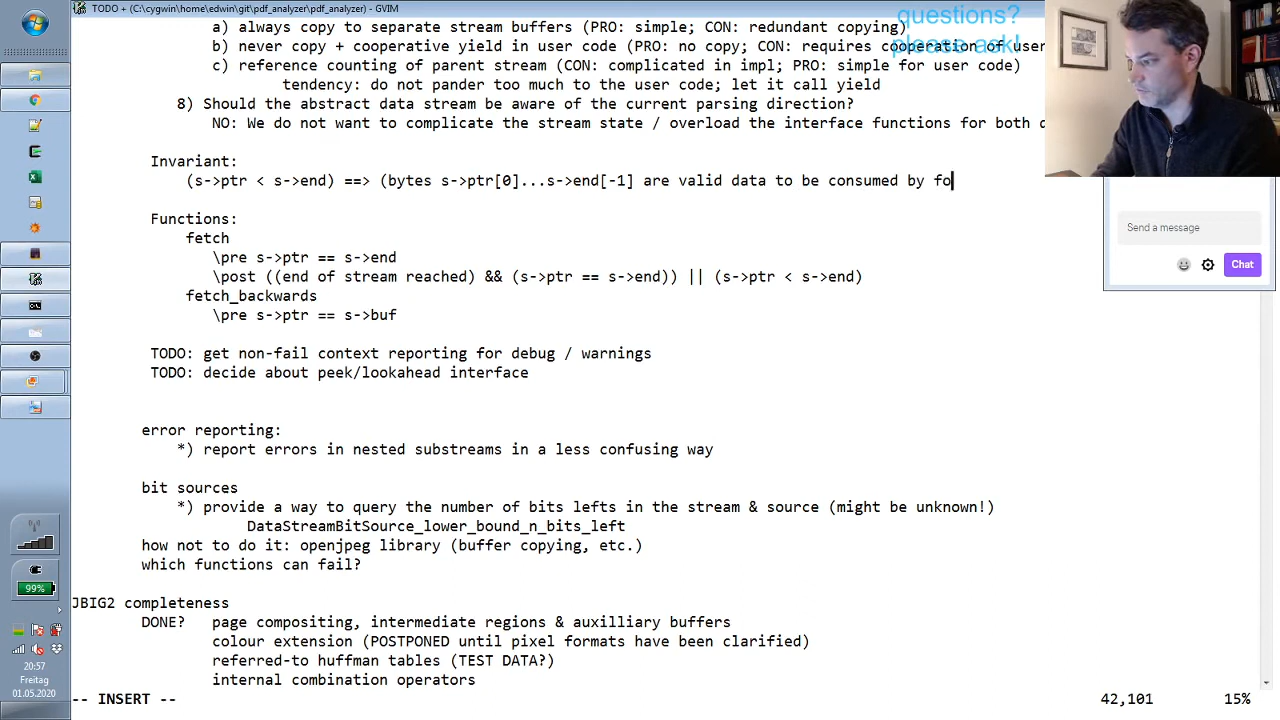 TODO + (C:\cygwin\home\edwin\git\pdf_analyzer\pdf_analyzer) - GVIM
questions?
please ask!
a) always copy to separate stream buffers (PRO: simple; CON: redundant copying)
b) never copy + cooperative yield in user code (PRO: no copy; CON: requires cooperation of user
c) reference counting of parent stream (CON: complicated in impl; PRO: simple for user code)
tendency: do not pander too much to the user code; let it call yield
8) Should the abstract data stream be aware of the current parsing direction?
NO: We do not want to complicate the stream state / overload the interface functions for both
Invariant:
(s->ptr < s->end) ==> (bytes s->ptr[0]...s->end[-1] are valid data to be consumed by fo
Functions:
fetch
\pre s->ptr == s->end
\post ((end of stream reached) && (s->ptr == s->end)) || (s->ptr < s->end)
fetch_backwards
\pre s->ptr == s->buf
TODO: get non-fail context reporting for debug / warnings
TODO: decide about peek/lookahead interface
error reporting:
*) report errors in nested substreams in a less confusing way
bit sources
*) provide a way to query the number of bits lefts in the stream & source (might be unknown!)
DataStreamBitSource_lower_bound_n_bits_left
how not to do it: openjpeg library (buffer copying, etc.)
which functions can fail?
JBIG2 completeness
DONE? page compositing, intermediate regions & auxilliary buffers
colour extension (POSTPONED until pixel formats have been clarified)
referred-to huffman tables (TEST DATA?)
internal combination operators
-- INSERT --
42,101
15%
Send a message
Chat
99%
20:57
Freitag
01.05.2020